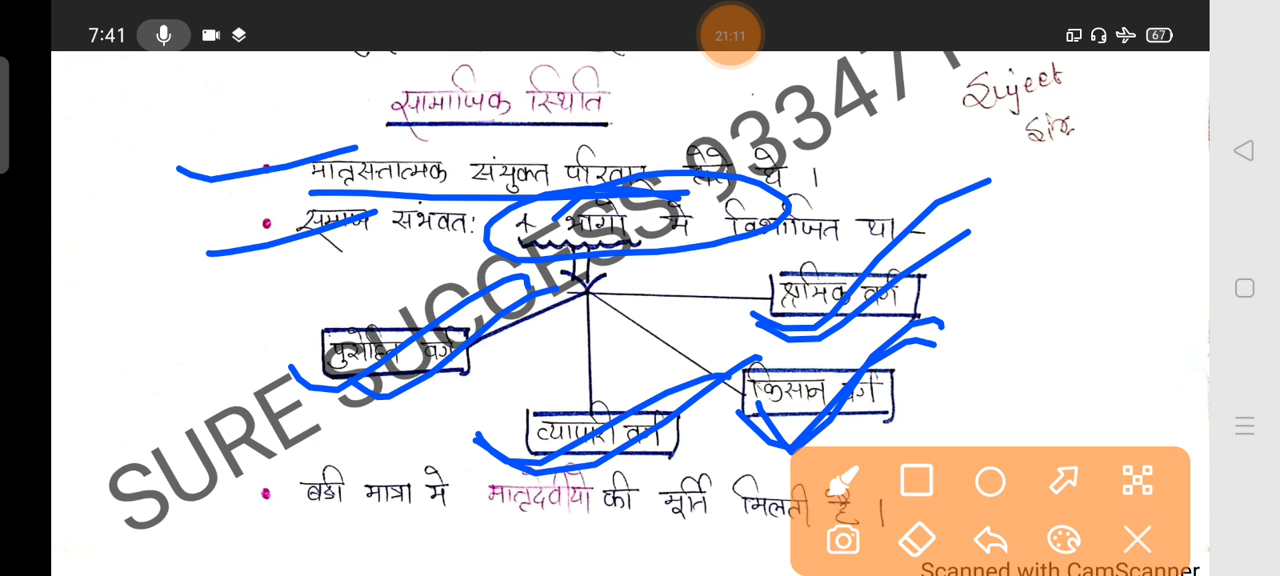 7:41
21:11
67
सामाजिक स्थिति
Sujeet
Sir
मातृसत्तात्मक संयुक्त परिवार होते थे ।
समाज संभवत: 4 भागो मे विभाजित था –
श्रमिक वर्ग
पुरोहित वर्ग
किसान वर्ग
व्यापारी वर्ग
बडी मात्रा मे मातृदेवीयो की मूर्ति मिलती है ।
SURE SUCCESS 93347
Scanned with CamScanner